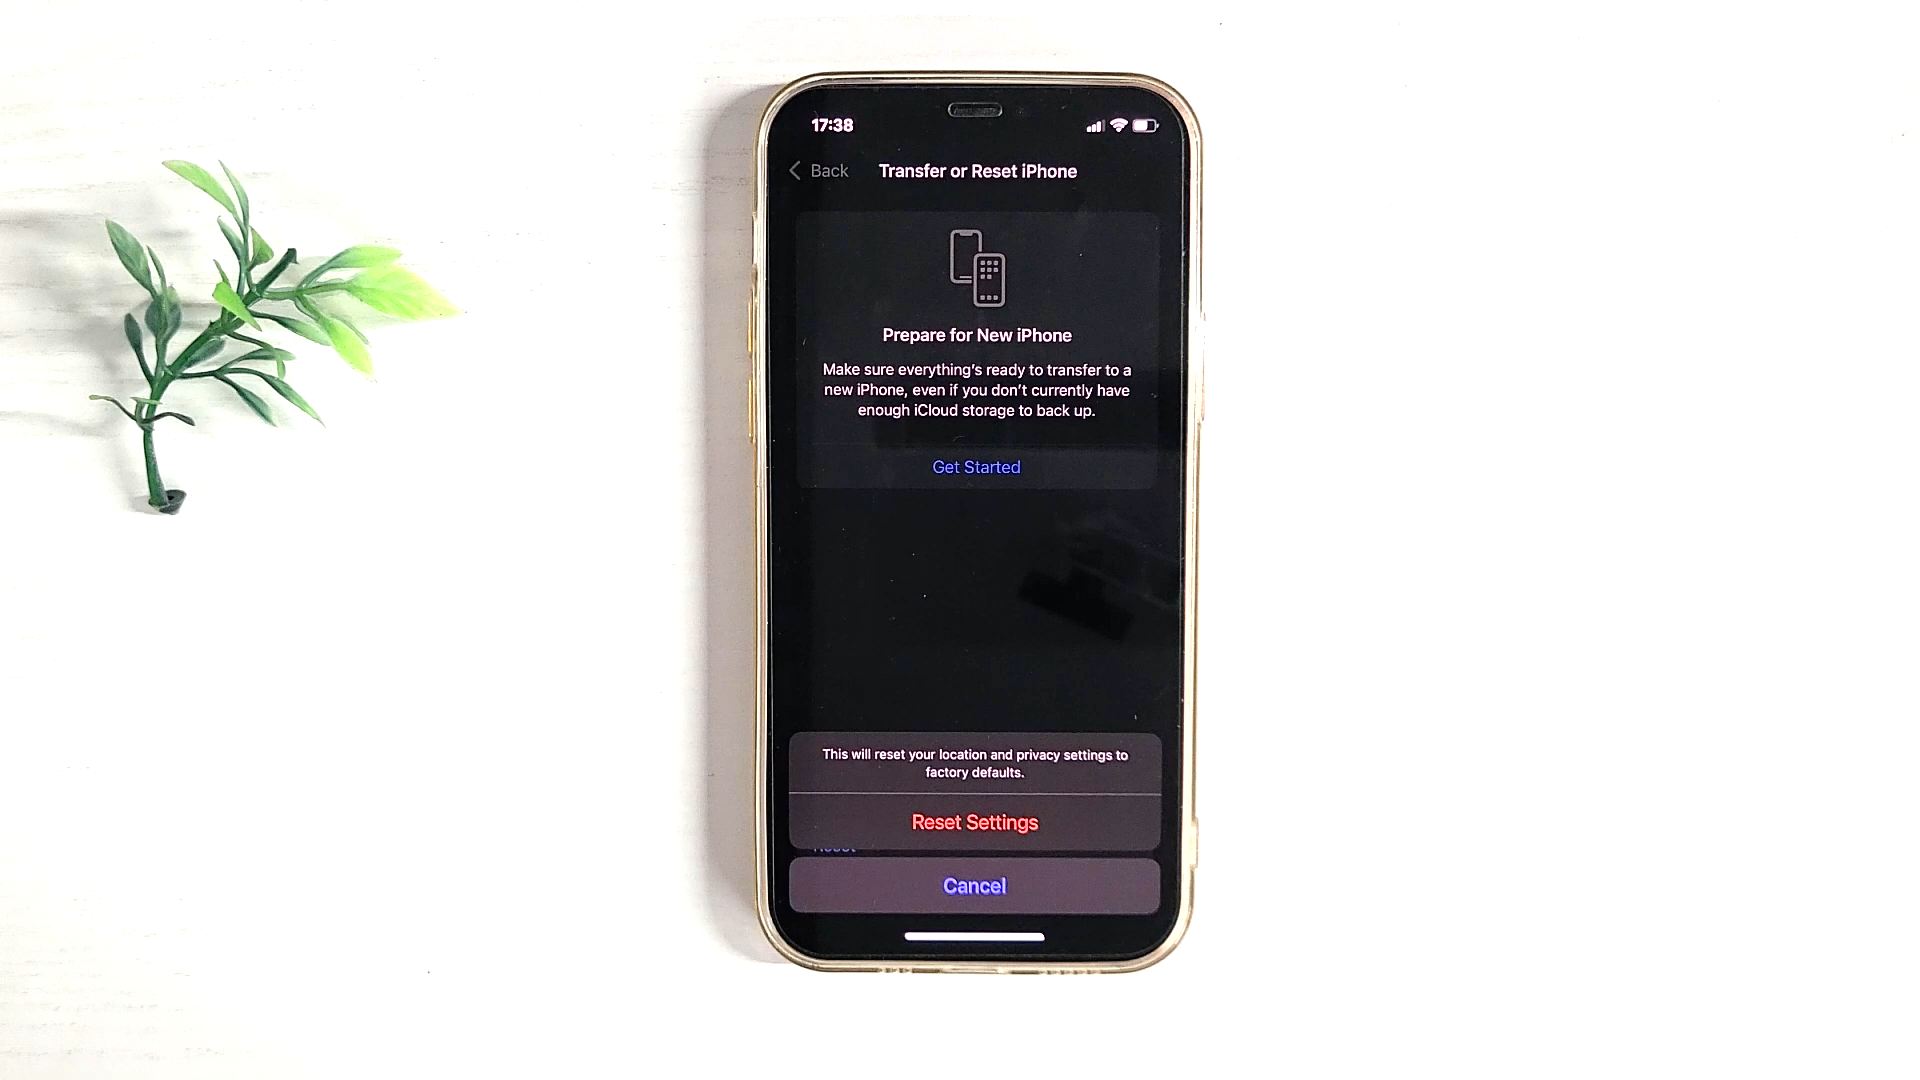 17:38
Back
Transfer or Reset iPhone
Prepare for New iPhone
Make sure everything's ready to transfer to a
new iPhone, even if you don't currently have
enough iCloud storage to back up.
Get Started
This will reset your location and privacy settings to
factory defaults.
Reset Settings
Reset
Cancel